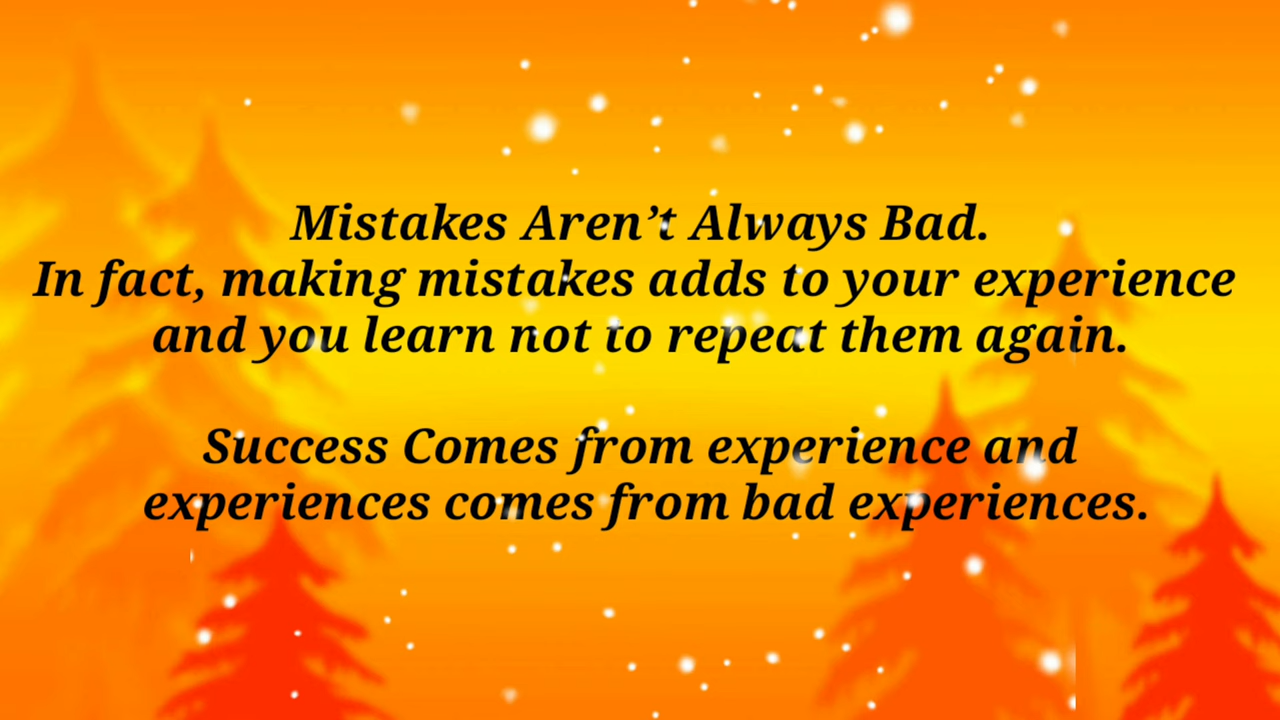 Mistakes Aren’t Always Bad.
In fact, making mistakes adds to your experience
and you learn not to repeat them again.
Success Comes from experience and
experiences comes from bad experiences.